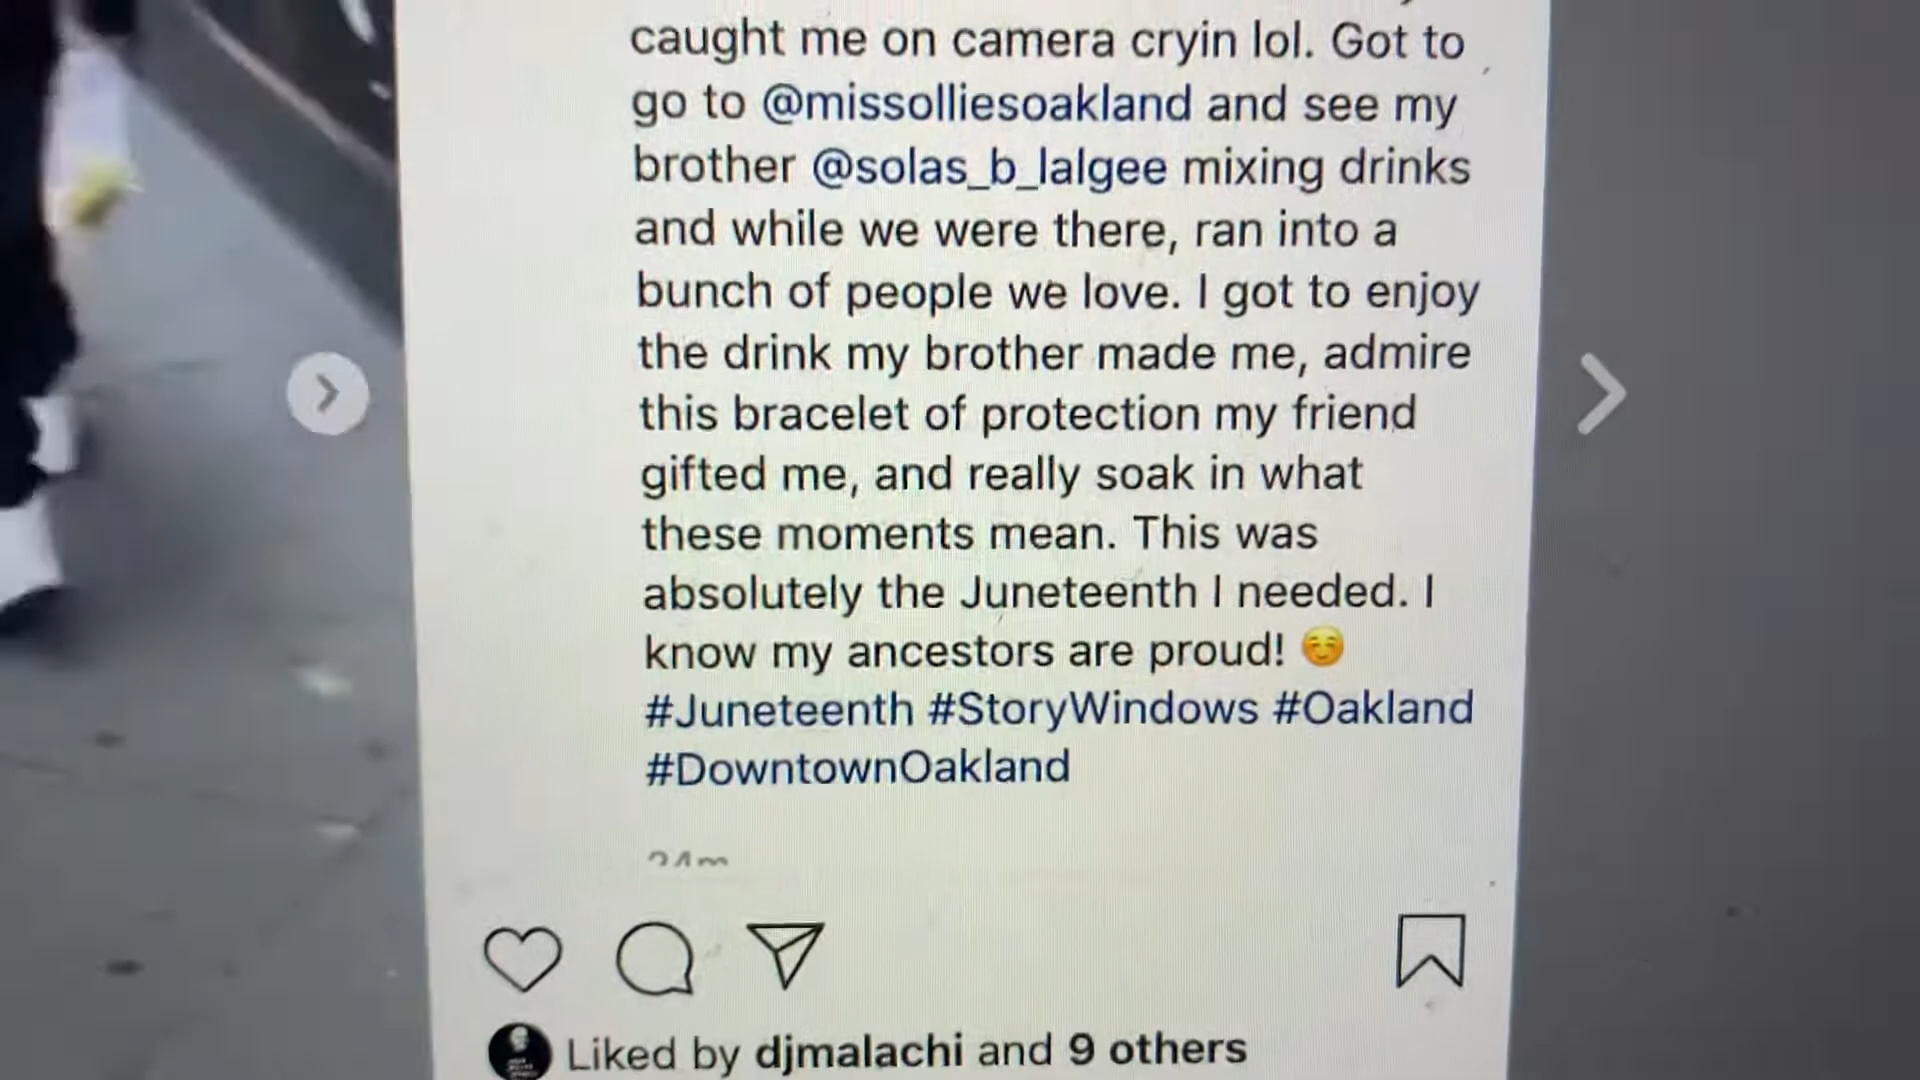 caught me on camera cryin lol. Got to
go to @missolliesoakland and see my
brother @solas_b_lalgee mixing drinks
and while we were there, ran into a
bunch of people we love. I got to enjoy
the drink my brother made me, admire
this bracelet of protection my friend
gifted me, and really soak in what
these moments mean. This was
absolutely the Juneteenth I needed. I
know my ancestors are proud! ☺️
#Juneteenth #StoryWindows #Oakland
#DowntownOakland
Liked by djmalachi and 9 others